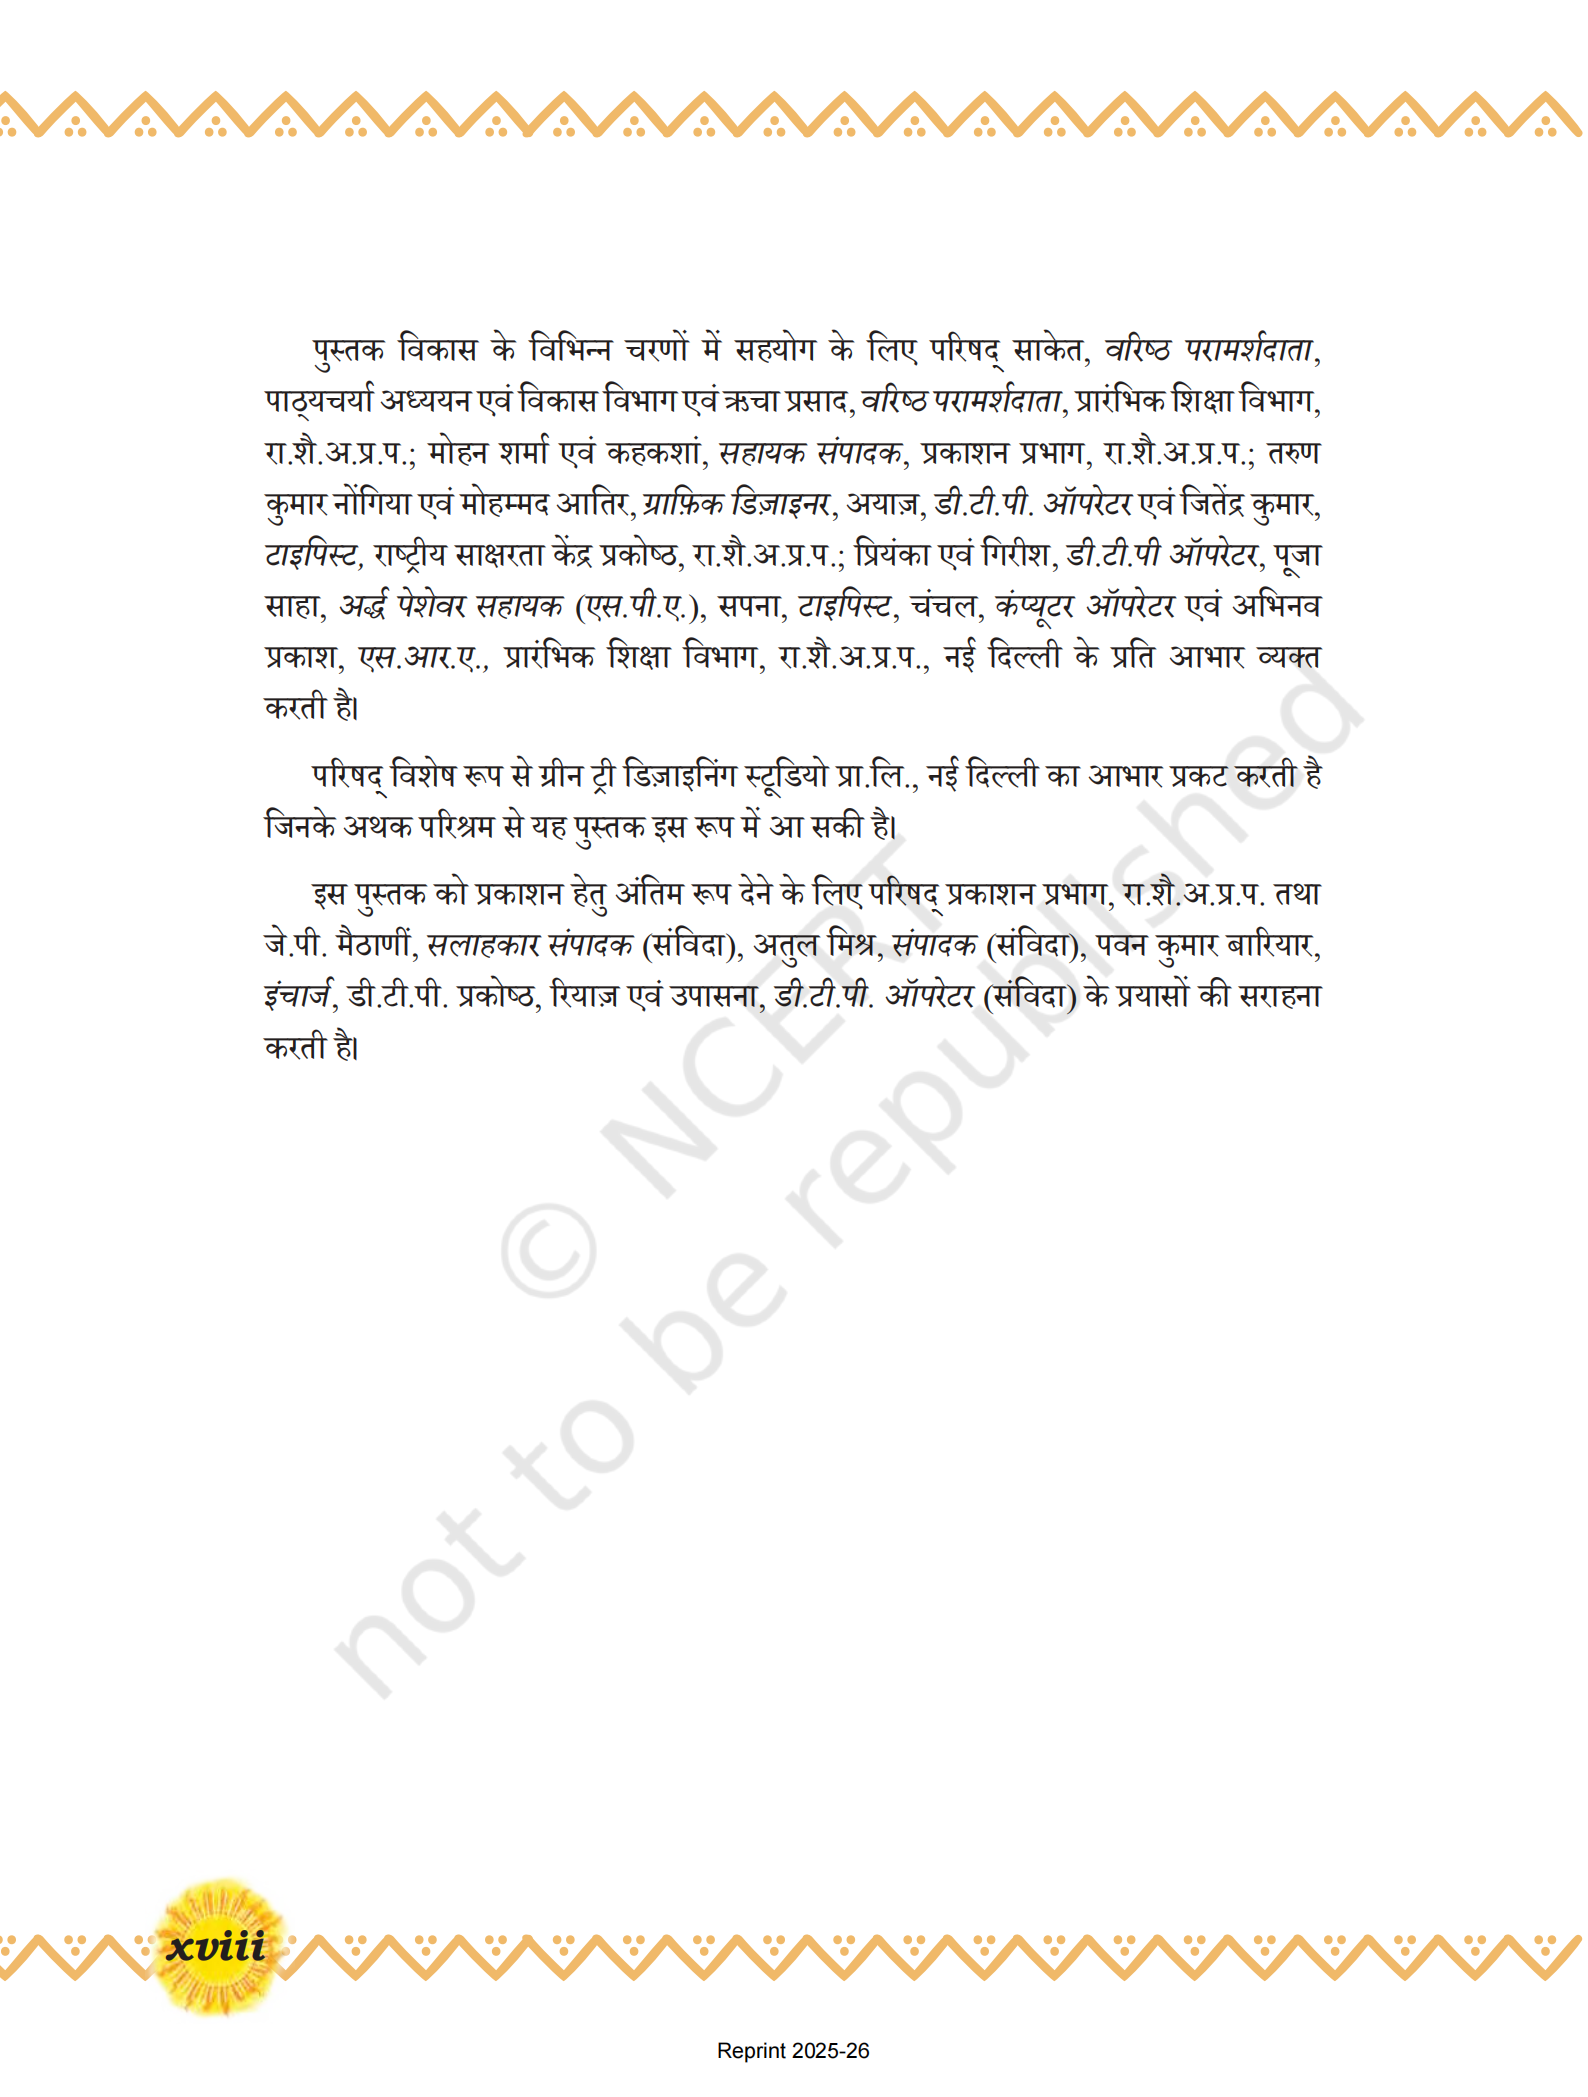 पुस्तक विकास के विभिन्न चरणों में सहयोग के लिए परिषद् साकेत, वरिष्ठ परामर्शदाता,
पाठ्यचर्या अध्ययन एवं विकास विभाग एवं ऋचा प्रसाद, वरिष्ठ परामर्शदाता, प्रारंभिक शिक्षा विभाग,
रा.शै.अ.प्र.प.; मोहन शर्मा एवं कहकशां, सहायक संपादक, प्रकाशन प्रभाग, रा.शै.अ.प्र.प.; तरुण
कुमार नोंगिया एवं मोहम्मद आतिर, ग्राफ़िक डिज़ाइनर, अयाज़, डी.टी.पी. ऑपरेटर एवं जितेंद्र कुमार,
टाइपिस्ट, राष्ट्रीय साक्षरता केंद्र प्रकोष्ठ, रा.शै.अ.प्र.प.; प्रियंका एवं गिरीश, डी.टी.पी ऑपरेटर, पूजा
साहा, अर्द्ध पेशेवर सहायक (एस.पी.ए.), सपना, टाइपिस्ट, चंचल, कंप्यूटर ऑपरेटर एवं अभिनव
प्रकाश, एस.आर.ए., प्रारंभिक शिक्षा विभाग, रा.शै.अ.प्र.प., नई दिल्ली के प्रति आभार व्यक्त
करती है।
परिषद् विशेष रूप से ग्रीन ट्री डिज़ाइनिंग स्टूडियो प्रा.लि., नई दिल्ली का आभार प्रकट करती है
जिनके अथक परिश्रम से यह पुस्तक इस रूप में आ सकी है।
इस पुस्तक को प्रकाशन हेतु अंतिम रूप देने के लिए परिषद् प्रकाशन प्रभाग, रा.शै.अ.प्र.प. तथा
जे.पी. मैठाणीं, सलाहकार संपादक (संविदा), अतुल मिश्र, संपादक (संविदा), पवन कुमार बारियार,
इंचार्ज, डी.टी.पी. प्रकोष्ठ, रियाज़ एवं उपासना, डी.टी.पी. ऑपरेटर (संविदा) के प्रयासों की सराहना
करती है।
© NCERT
not to be republished
xviii
Reprint 2025-26